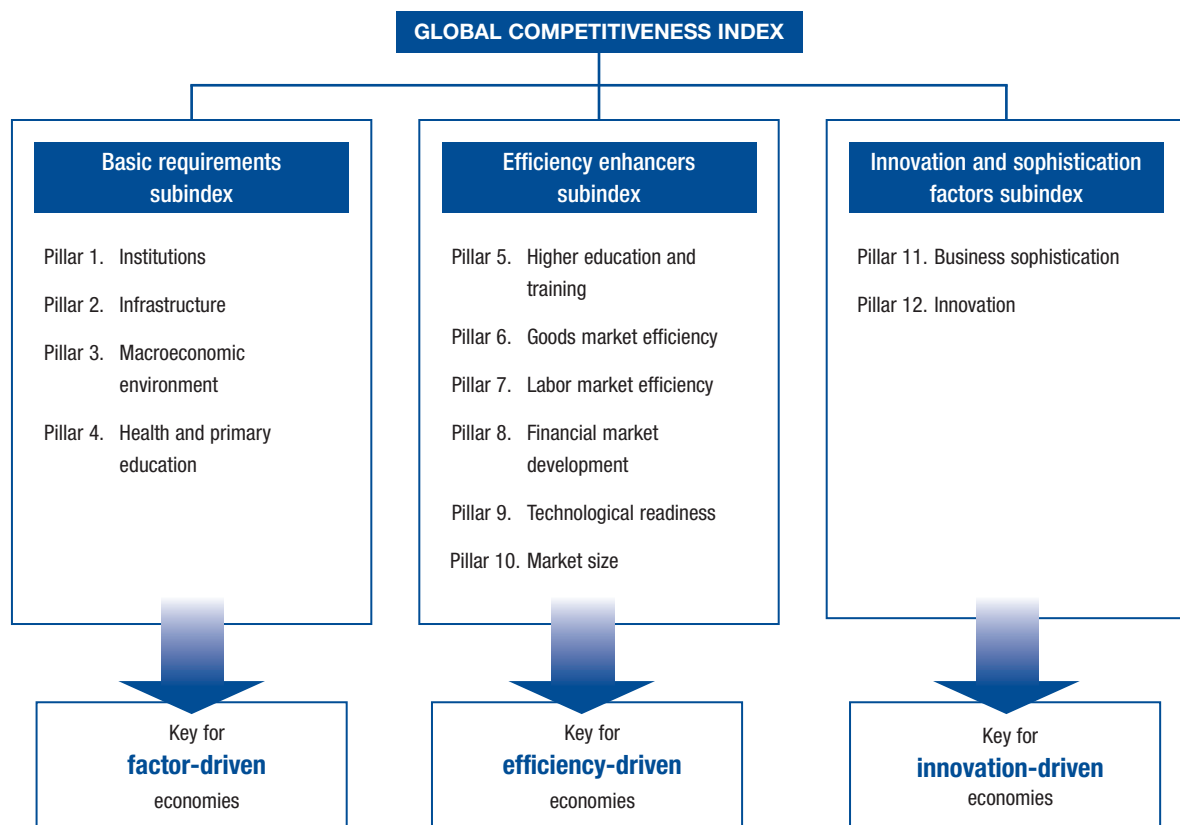 GLOBAL COMPETITIVENESS INDEX
Basic requirements
subindex
Pillar 1. Institutions
Pillar 2. Infrastructure
Pillar 3. Macroeconomic
environment
Pillar 4. Health and primary
education
Key for
factor-driven
economies
Efficiency enhancers
subindex
Pillar 5. Higher education and
training
Pillar 6. Goods market efficiency
Pillar 7. Labor market efficiency
Pillar 8. Financial market
development
Pillar 9. Technological readiness
Pillar 10. Market size
Key for
efficiency-driven
economies
Innovation and sophistication
factors subindex
Pillar 11. Business sophistication
Pillar 12. Innovation
Key for
innovation-driven
economies